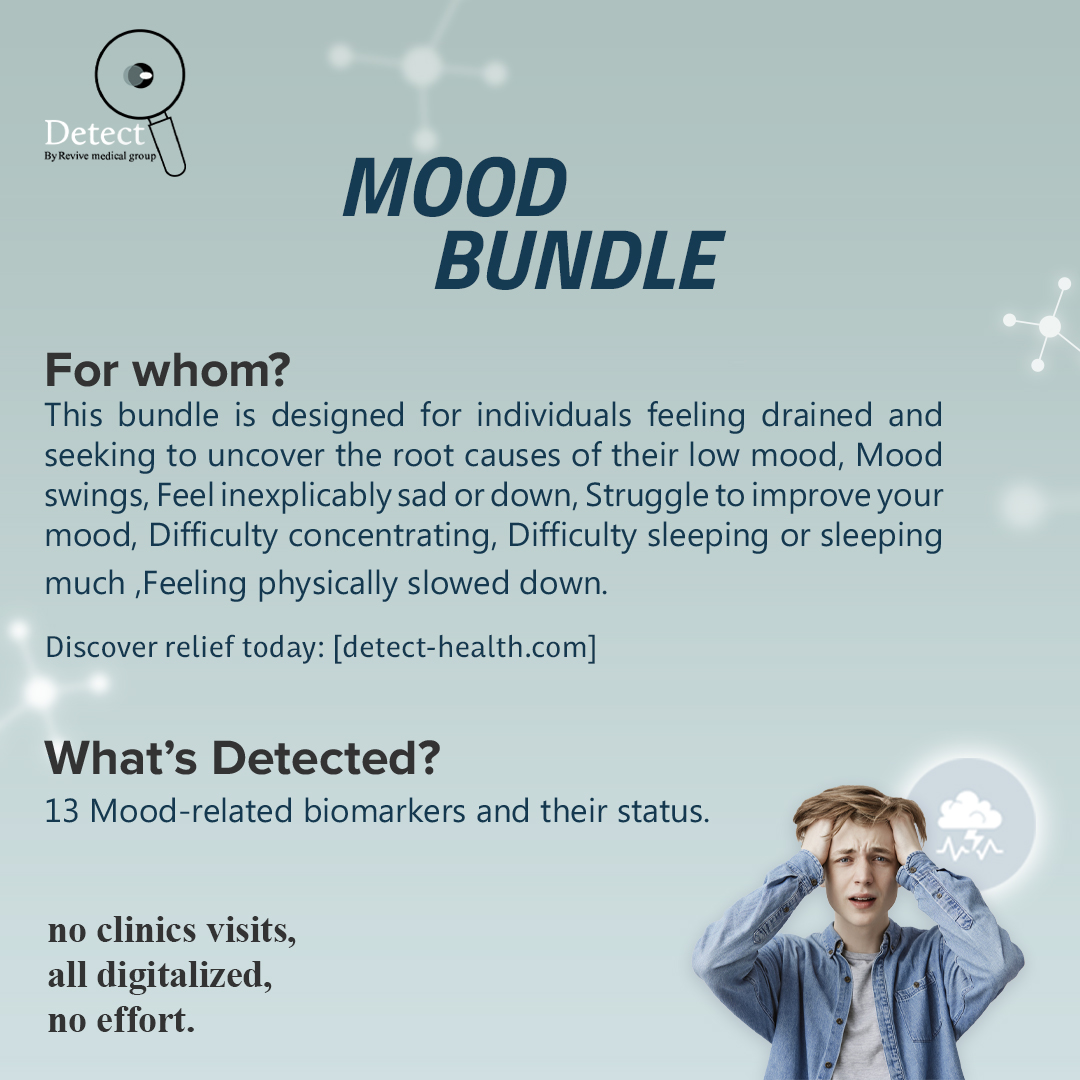 Detect
By Revive medical group
MOOD
BUNDLE
For whom?
This bundle is designed for individuals feeling drained and
seeking to uncover the root causes of their low mood, Mood
swings, Feel inexplicably sad or down, Struggle to improve your
mood, Difficulty concentrating, Difficulty sleeping or sleeping
much ,Feeling physically slowed down.
Discover relief today: [detect-health.com]
What’s Detected?
13 Mood-related biomarkers and their status.
no clinics visits,
all digitalized,
no effort.